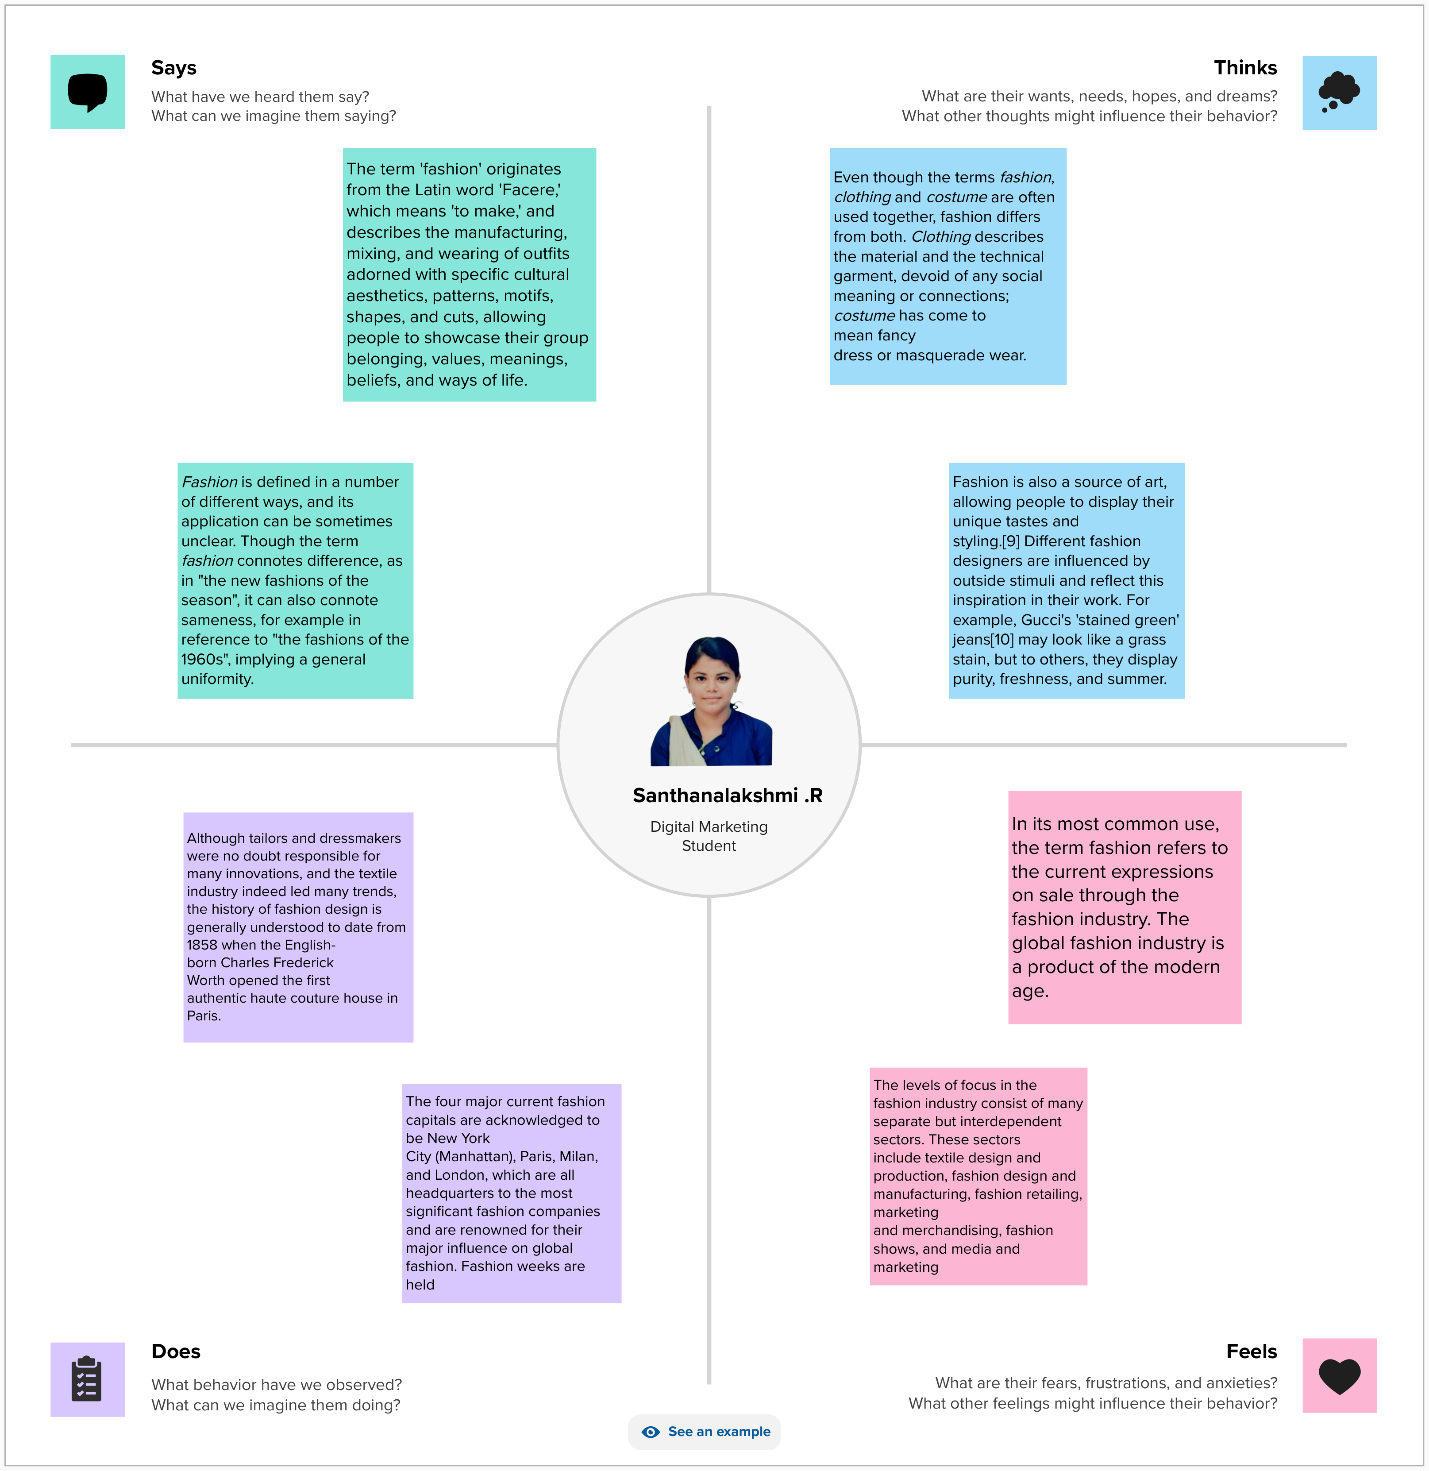 Says
What have we heard them say?
What can we imagine them saying?
Thinks
What are their wants, needs, hopes, and dreams?
What other thoughts might influence their behavior?
The term 'fashion' originates
from the Latin word 'Facere,'
which means 'to make,' and
describes the manufacturing,
mixing, and wearing of outfits
adorned with specific cultural
aesthetics, patterns, motifs,
shapes, and cuts, allowing
people to showcase their group
belonging, values, meanings,
beliefs, and ways of life.
Even though the terms fashion,
clothing and costume are often
used together, fashion differs
from both. Clothing describes
the material and the technical
garment, devoid of any social
meaning or connections;
costume has come to
mean fancy
dress or masquerade wear.
Fashion is defined in a number
of different ways, and its
application can be sometimes
unclear. Though the term
fashion connotes difference, as
in "the new fashions of the
season", it can also connote
sameness, for example in
reference to "the fashions of the
1960s", implying a general
uniformity.
Fashion is also a source of art,
allowing people to display their
unique tastes and
styling.[9] Different fashion
designers are influenced by
outside stimuli and reflect this
inspiration in their work. For
example, Gucci's 'stained green'
jeans[10] may look like a grass
stain, but to others, they display
purity, freshness, and summer.
Santhanalakshmi .R
Digital Marketing
Student
Although tailors and dressmakers
were no doubt responsible for
many innovations, and the textile
industry indeed led many trends,
the history of fashion design is
generally understood to date from
1858 when the English-
born Charles Frederick
Worth opened the first
authentic haute couture house in
Paris.
In its most common use,
the term fashion refers to
the current expressions
on sale through the
fashion industry. The
global fashion industry is
a product of the modern
age.
The four major current fashion
capitals are acknowledged to
be New York
City (Manhattan), Paris, Milan,
and London, which are all
headquarters to the most
significant fashion companies
and are renowned for their
major influence on global
fashion. Fashion weeks are
held
The levels of focus in the
fashion industry consist of many
separate but interdependent
sectors. These sectors
include textile design and
production, fashion design and
manufacturing, fashion retailing,
marketing
and merchandising, fashion
shows, and media and
marketing
Does
What behavior have we observed?
What can we imagine them doing?
Feels
What are their fears, frustrations, and anxieties?
What other feelings might influence their behavior?
See an example